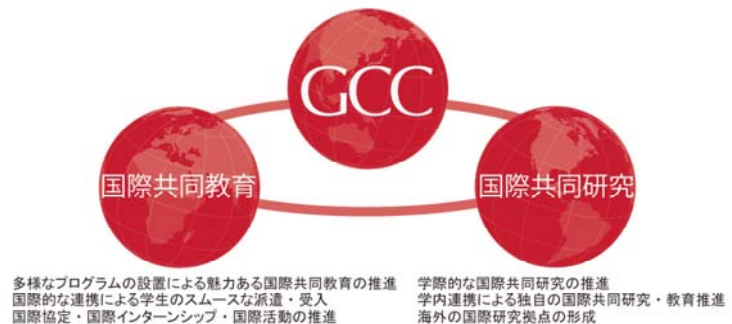 GCC
国際共同教育
国際共同研究
多様なプログラムの設置による魅力ある国際共同教育の推進
国際的な連携による学生のスムースな派遣・受入
国際協定・国際インターンシップ・国際活動の推進
学際的な国際共同研究の推進
学内連携による独自の国際共同研究・教育推進
海外の国際研究拠点の形成